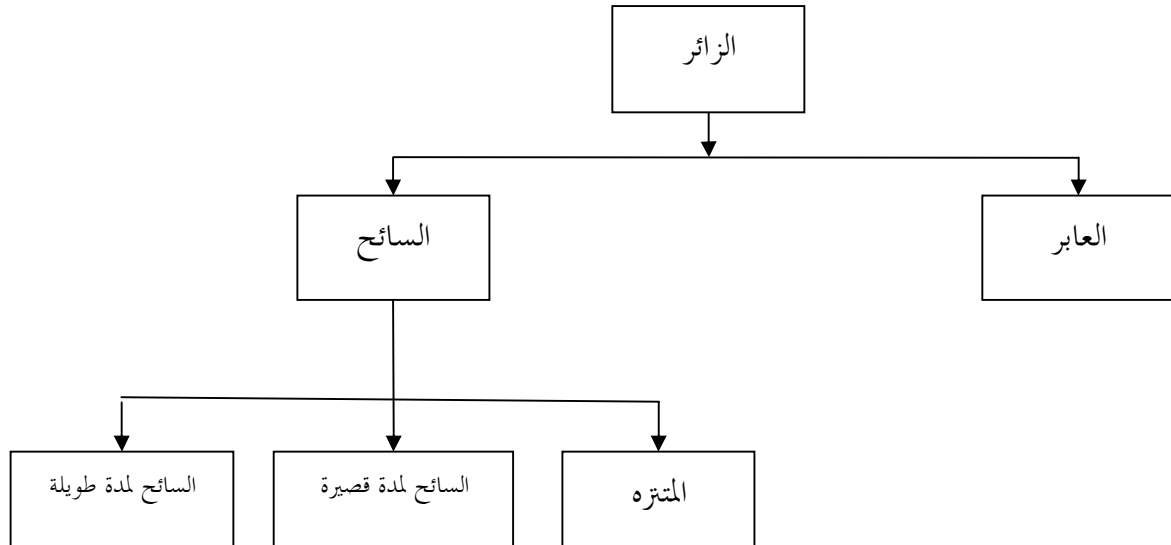 الزائر
العابر
السائح
المتنزه
السائح لمدة قصيرة
السائح لمدة طويلة